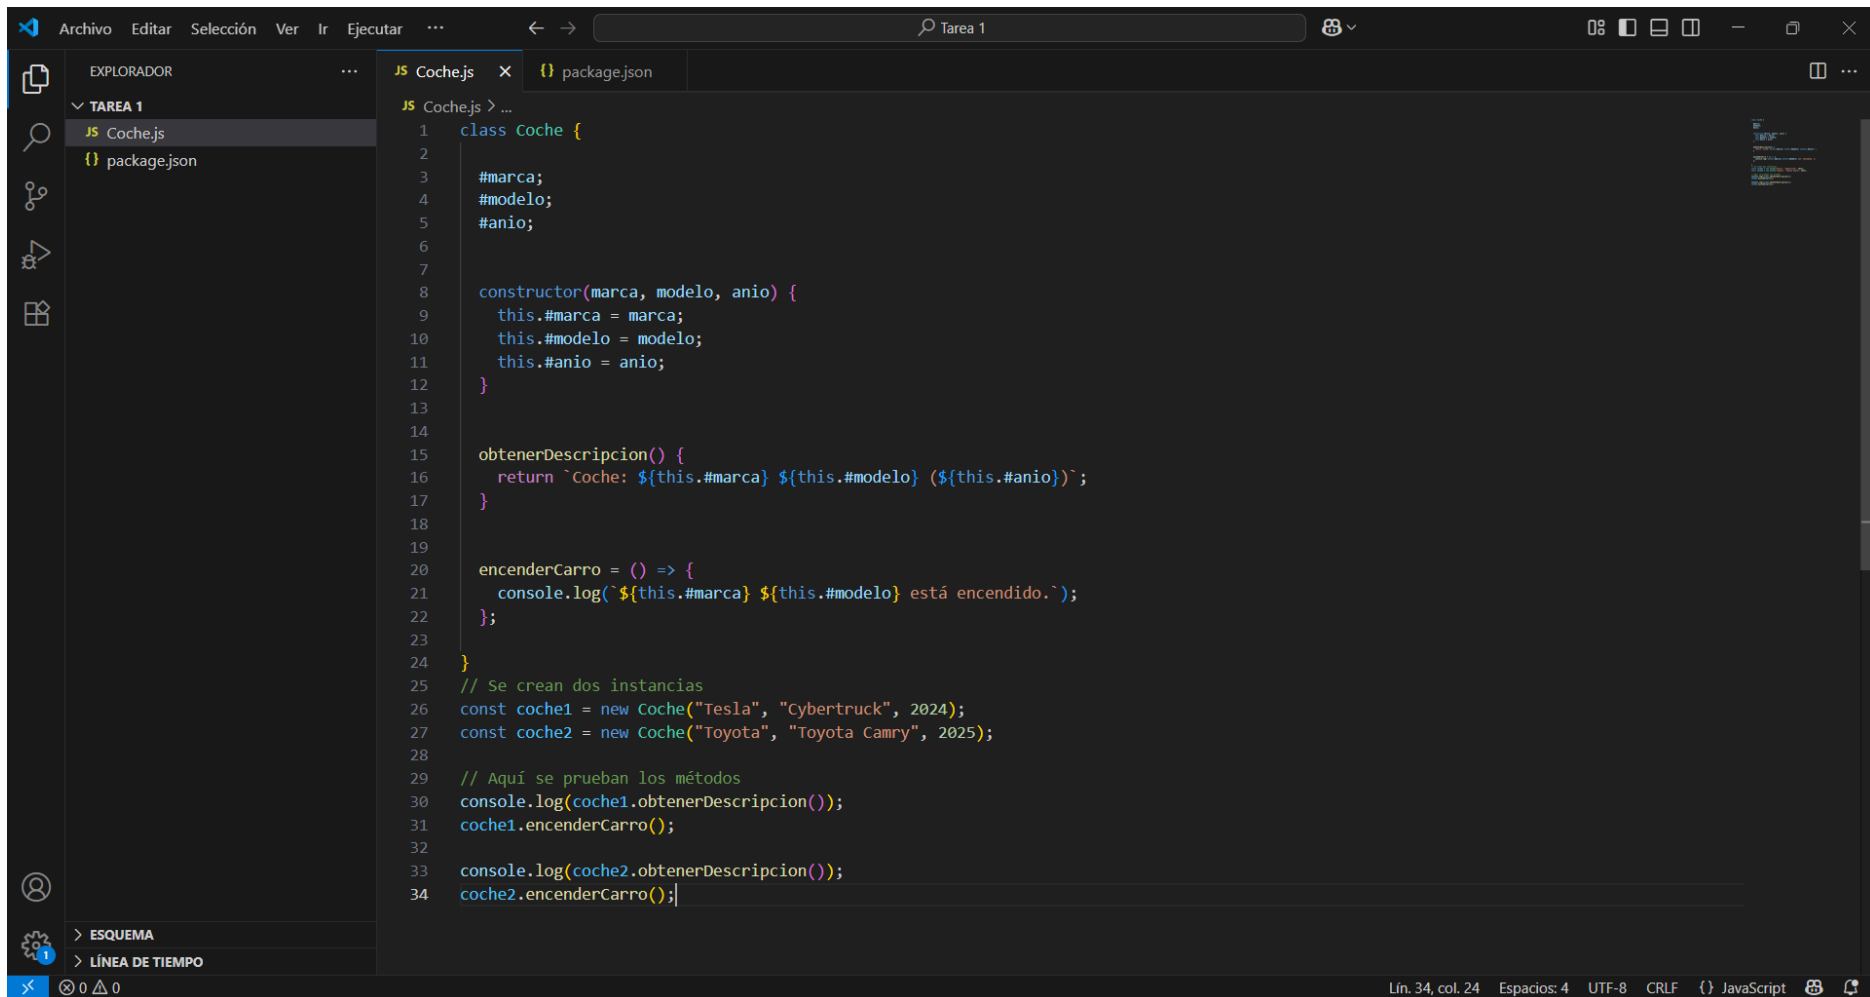 Archivo Editar Selección Ver Ir Ejecutar ··· Tarea 1
EXPLORADOR ···
TAREA 1
JS Coche.js
{} package.json
ESQUEMA
LÍNEA DE TIEMPO
JS Coche.js {} package.json
JS Coche.js > ...
1 class Coche {
2
3 #marca;
4 #modelo;
5 #anio;
6
7
8 constructor(marca, modelo, anio) {
9 this.#marca = marca;
10 this.#modelo = modelo;
11 this.#anio = anio;
12 }
13
14
15 obtenerDescripcion() {
16 return `Coche: ${this.#marca} ${this.#modelo} (${this.#anio})`;
17 }
18
19
20 encenderCarro = () => {
21 console.log(`${this.#marca} ${this.#modelo} está encendido.`);
22 };
23
24 }
25 // Se crean dos instancias
26 const coche1 = new Coche("Tesla", "Cybertruck", 2024);
27 const coche2 = new Coche("Toyota", "Toyota Camry", 2025);
28
29 // Aquí se prueban los métodos
30 console.log(coche1.obtenerDescripcion());
31 coche1.encenderCarro();
32
33 console.log(coche2.obtenerDescripcion());
34 coche2.encenderCarro();
1
0 0 Lín. 34, col. 24 Espacios: 4 UTF-8 CRLF {} JavaScript